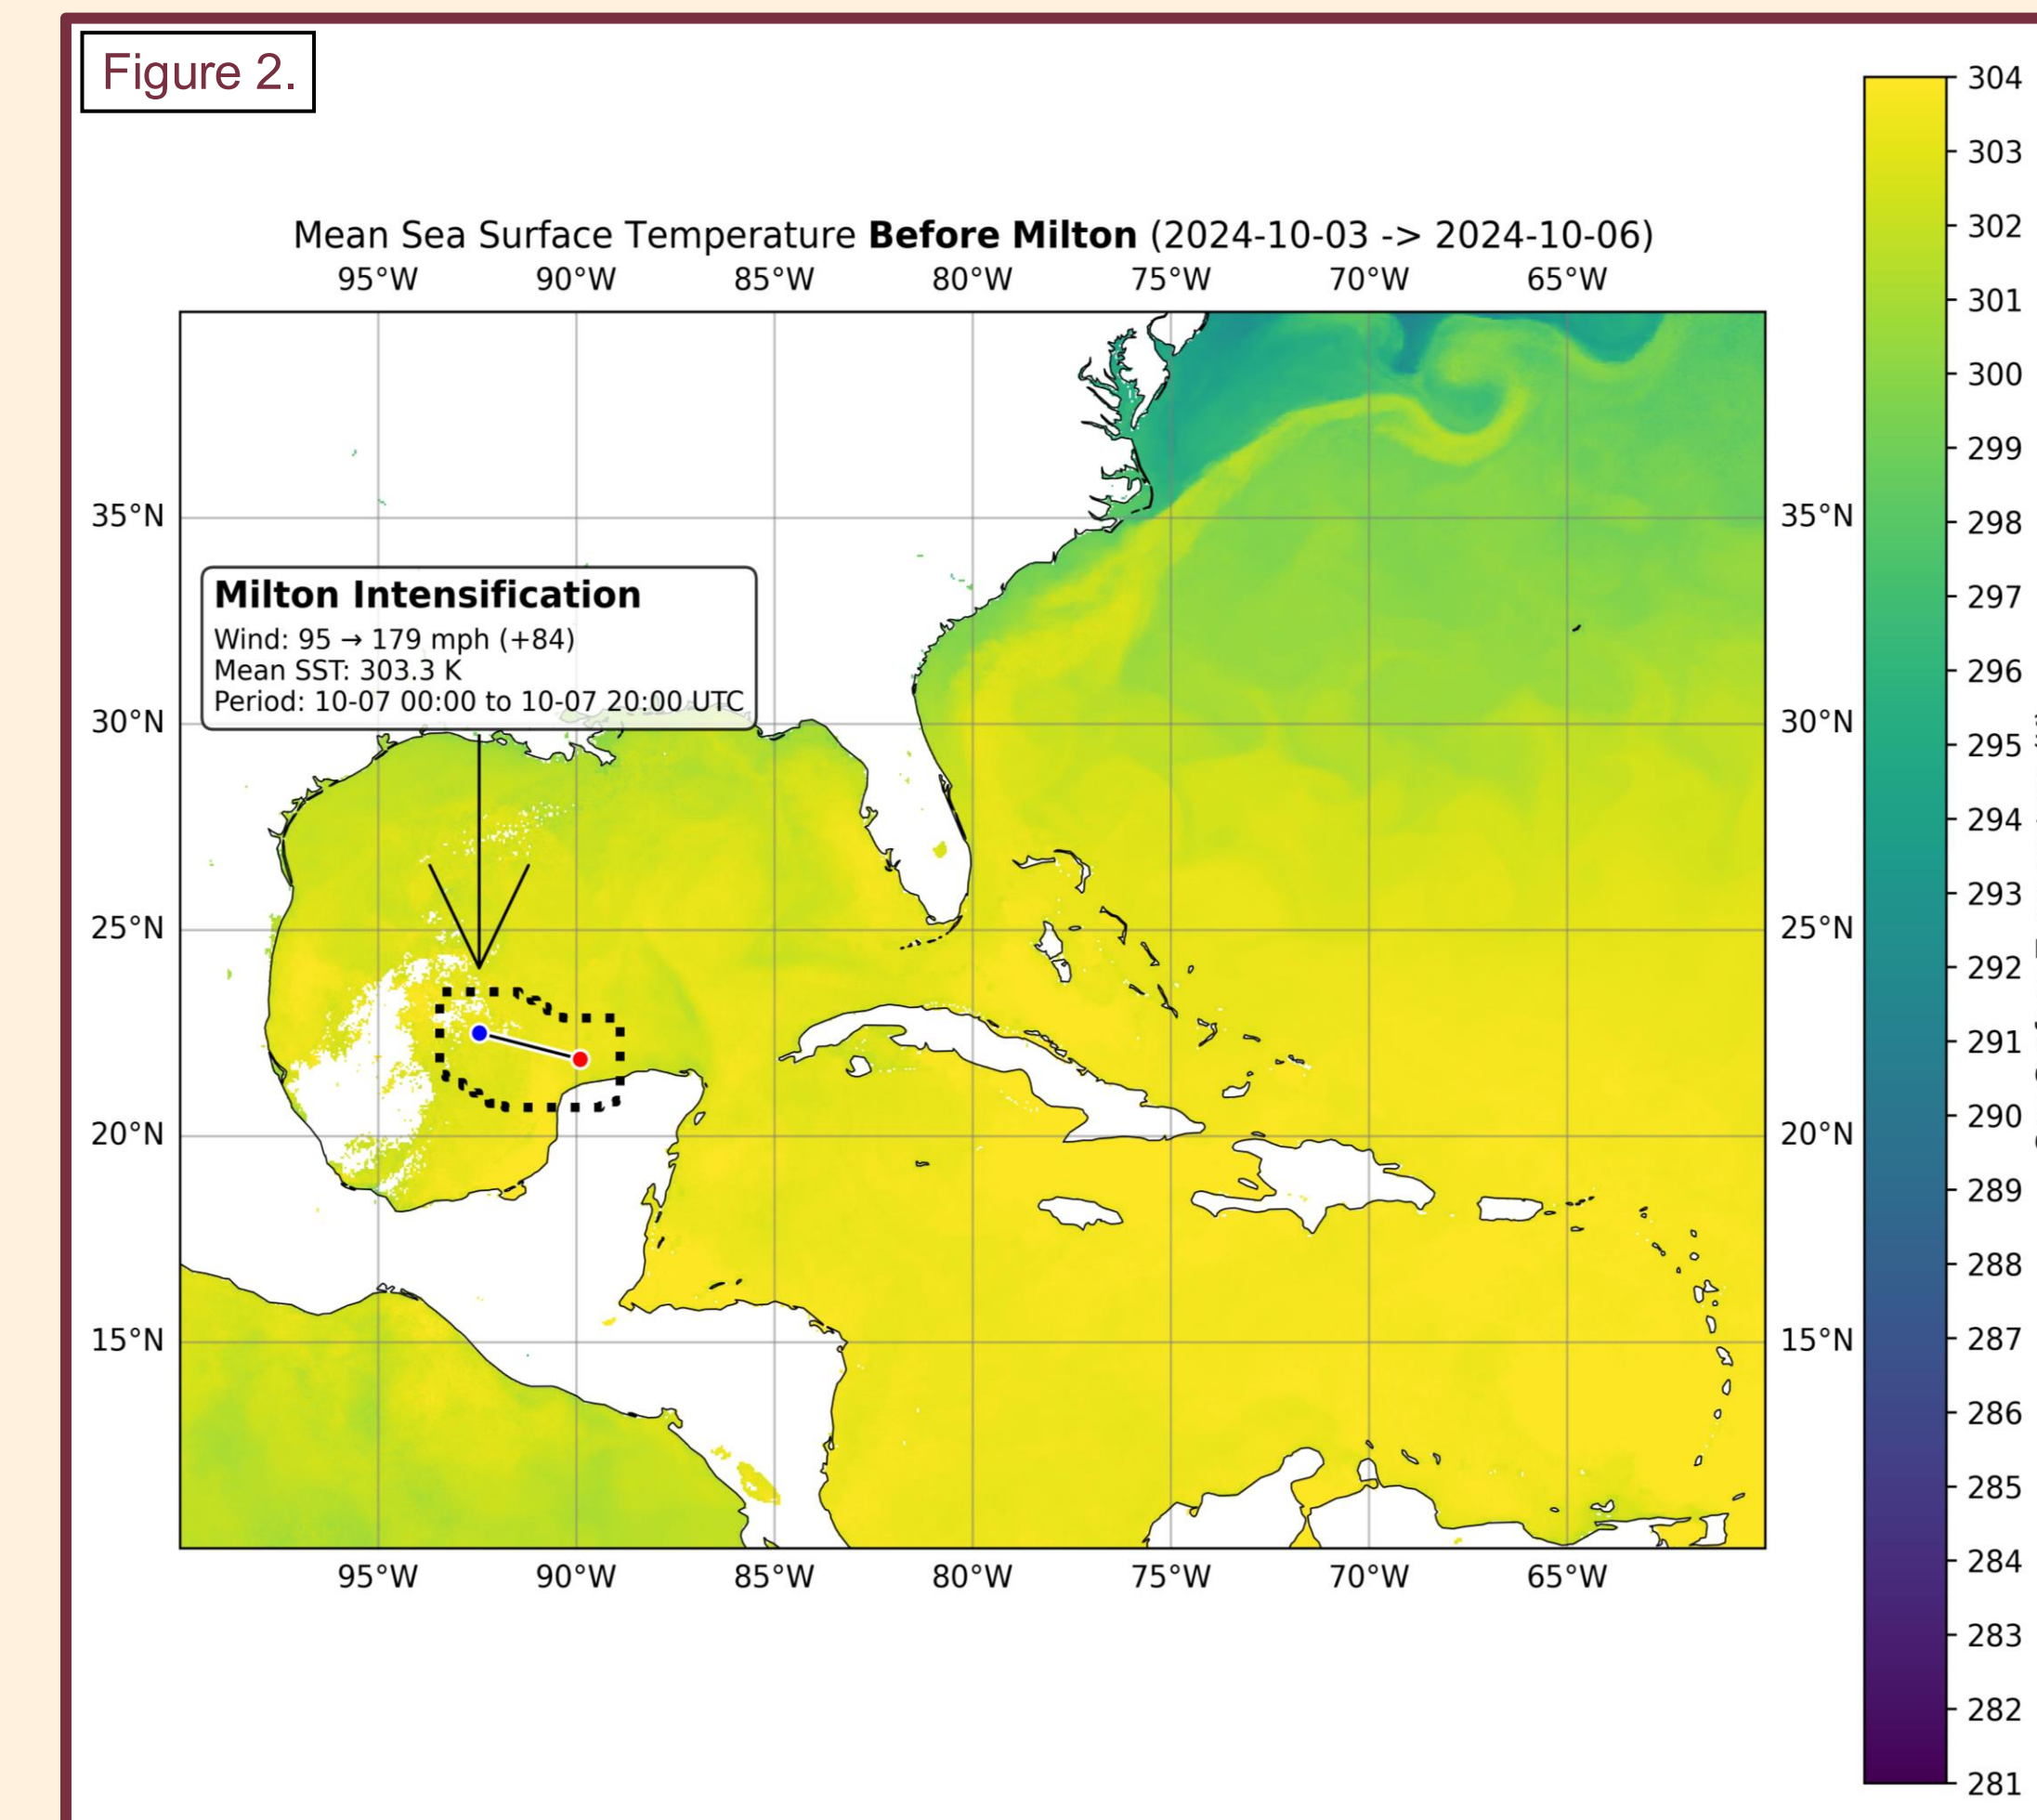 Figure 2.
Mean Sea Surface Temperature Before Milton (2024-10-03 -> 2024-10-06)
95°W 90°W 85°W 80°W 75°W 70°W 65°W
304
303
302
301
300
299
298
297
296
295
294
293
292
291
290
289
288
287
286
285
284
283
282
281
35°N 35°N
Milton Intensification
Wind: 95 → 179 mph (+84)
Mean SST: 303.3 K
Period: 10-07 00:00 to 10-07 20:00 UTC
30°N 30°N
25°N 25°N
20°N 20°N
15°N 15°N
95°W 90°W 85°W 80°W 75°W 70°W 65°W